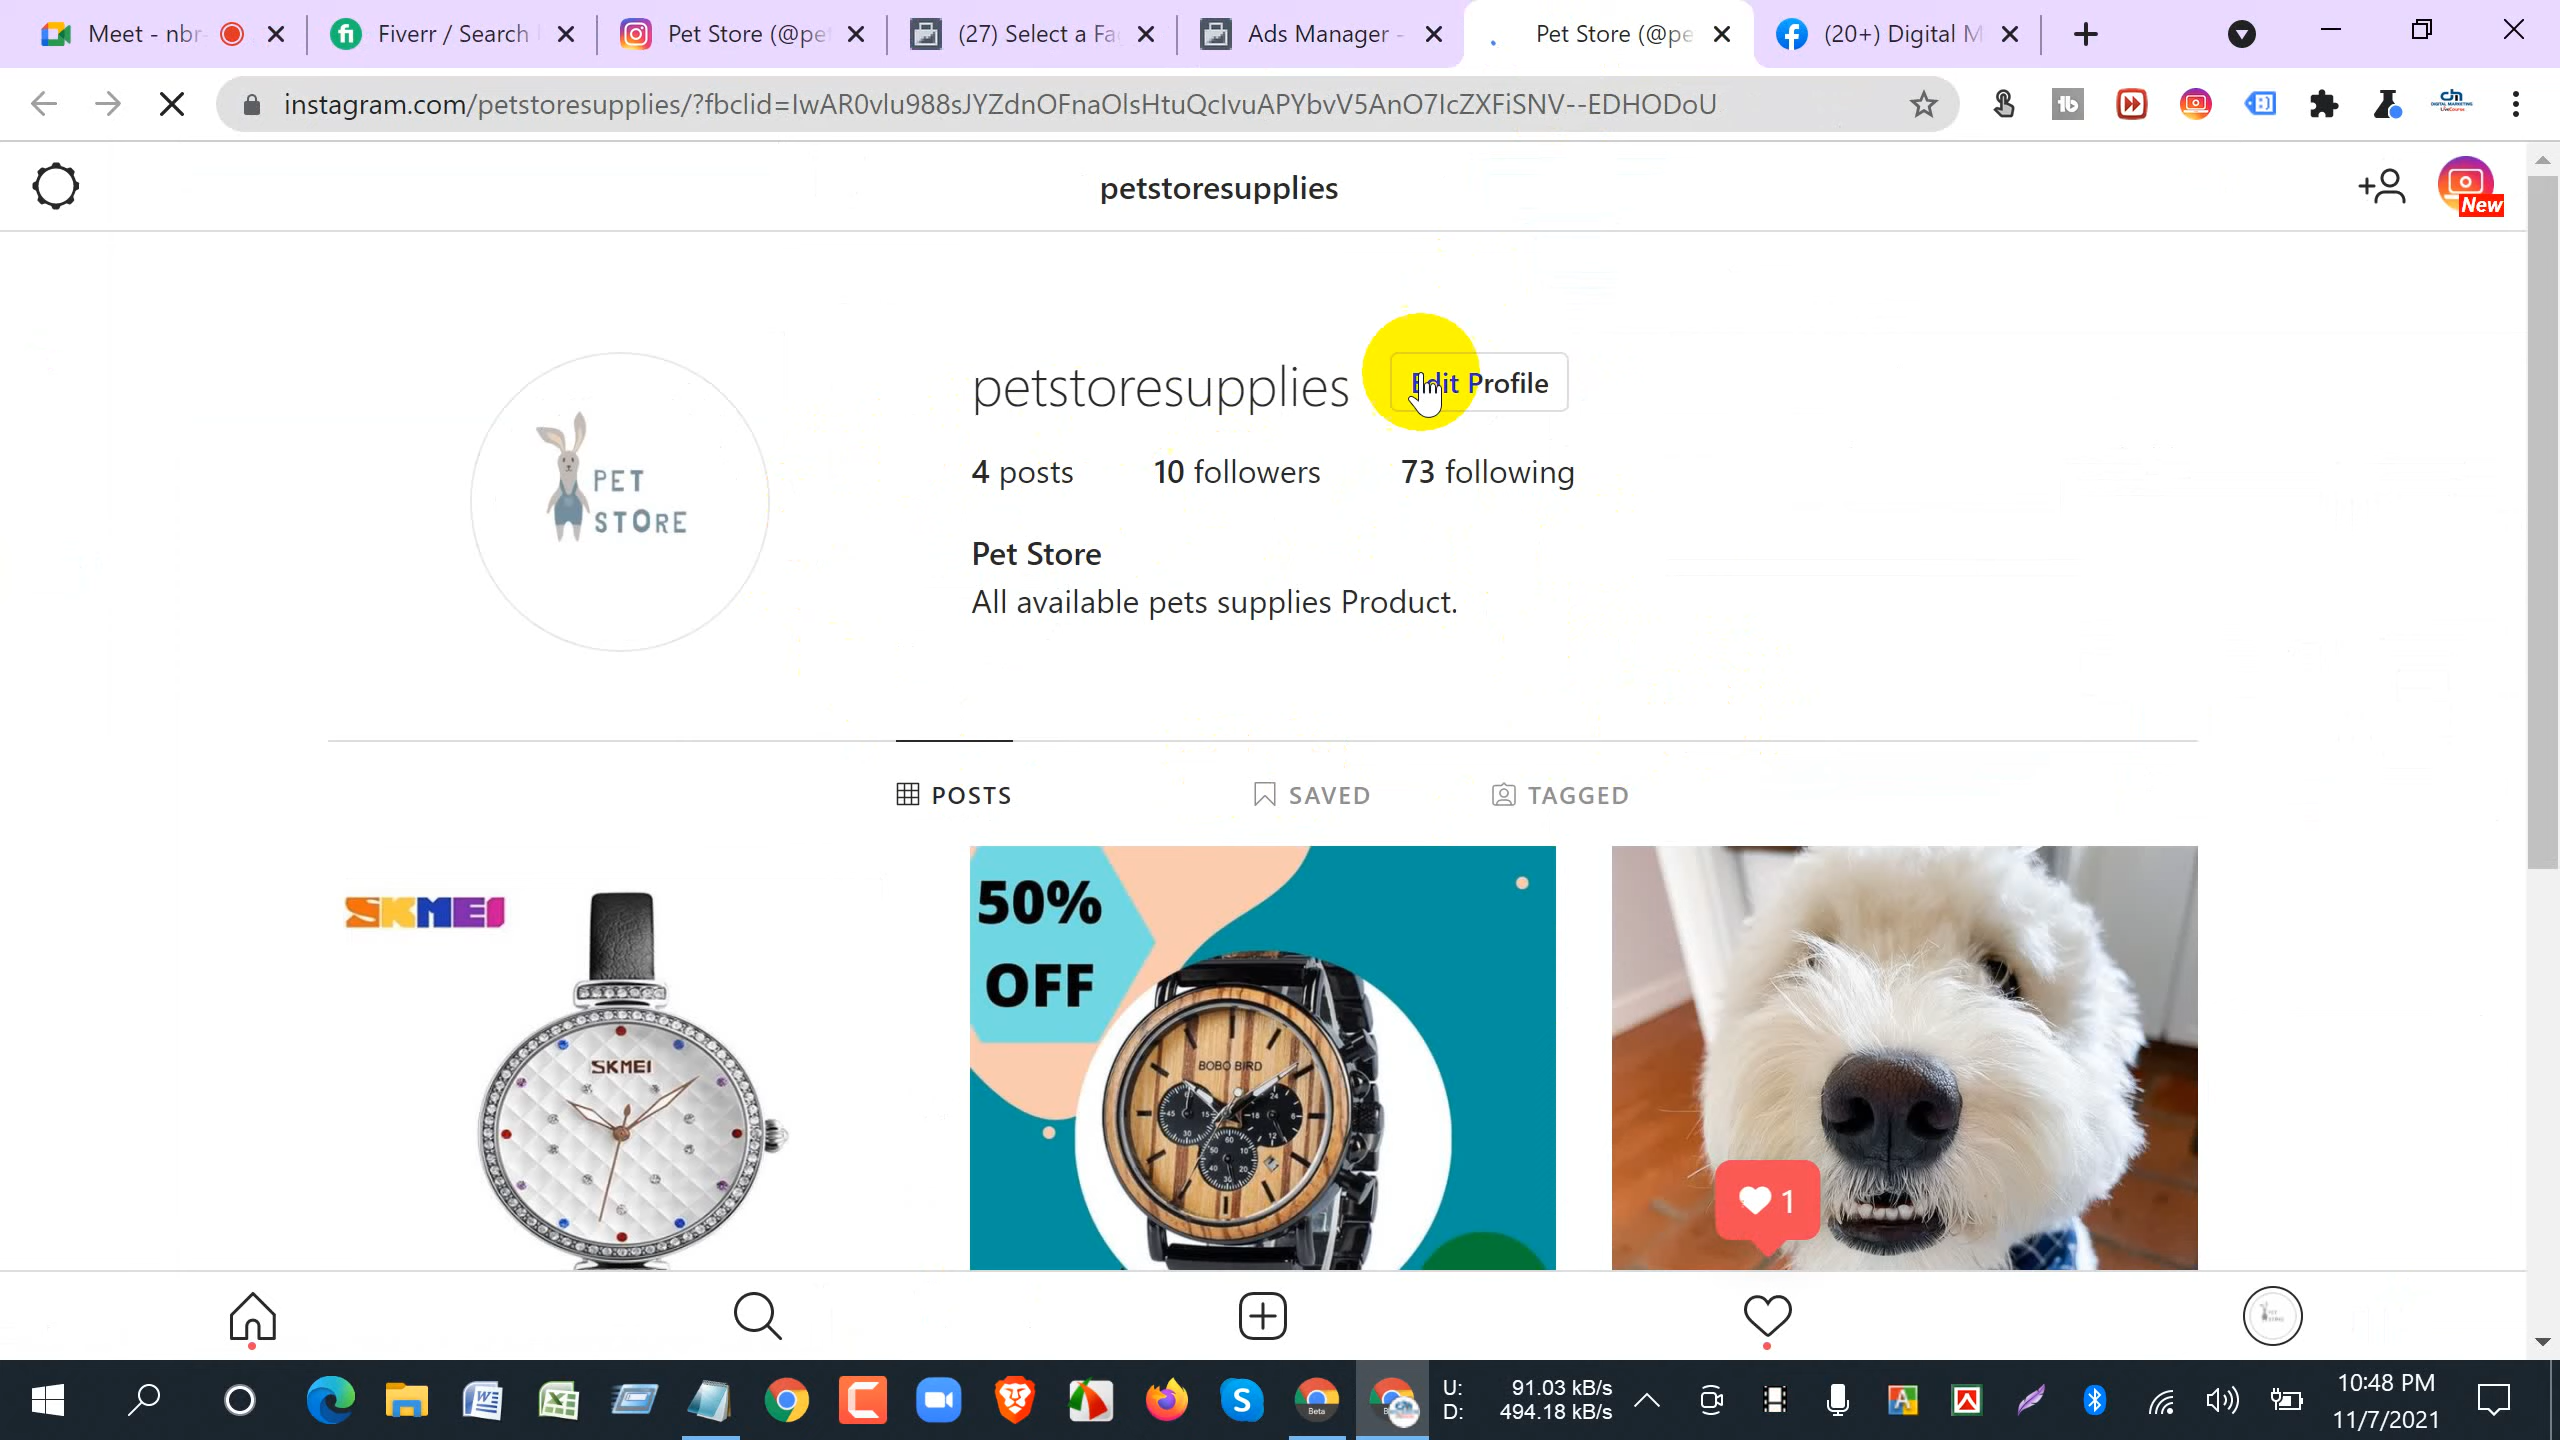 Meet - nbr
Fiverr / Search
Pet Store (@pe
(27) Select a Fa
Ads Manager -
Pet Store (@pe
(20+) Digital M
instagram.com/petstoresupplies/?fbclid=IwAR0vlu988sJYZdnOFnaOlsHtuQcIvuAPYbvV5AnO7IcZXFiSNV--EDHODoU
petstoresupplies
New
PET
STORE
petstoresupplies
Edit Profile
4 posts
10 followers
73 following
Pet Store
All available pets supplies Product.
POSTS
SAVED
TAGGED
SKMEI
SKMEI
50%
OFF
BOBO BIRD
1
U: 91.03 kB/s
D: 494.18 kB/s
10:48 PM
11/7/2021